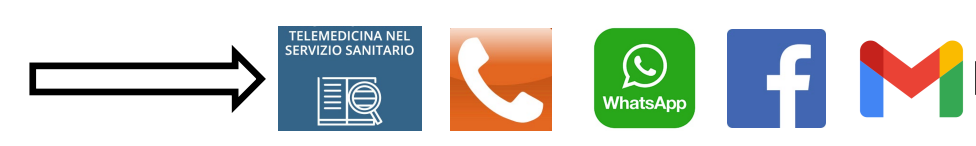 TELEMEDICINA NEL
SERVIZIO SANITARIO
WhatsApp